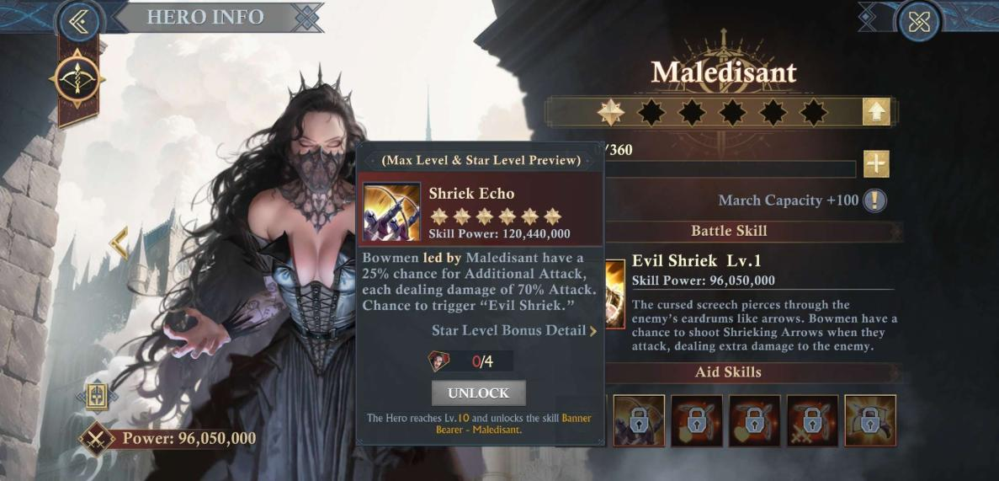 HERO INFO
Maledisant
/360
March Capacity +100
Battle Skill
Evil Shriek Lv.1
Skill Power: 96,050,000
The cursed screech pierces through the
enemy's eardrums like arrows. Bowmen have a
chance to shoot Shrieking Arrows when they
attack, dealing extra damage to the enemy.
Aid Skills
(Max Level & Star Level Preview)
Shriek Echo
Skill Power: 120,440,000
Bowmen led by Maledisant have a
25% chance for Additional Attack,
each dealing damage of 70% Attack.
Chance to trigger “Evil Shriek.”
Star Level Bonus Detail
0/4
UNLOCK
The Hero reaches Lv.10 and unlocks the skill Banner
Bearer - Maledisant.
Power: 96,050,000